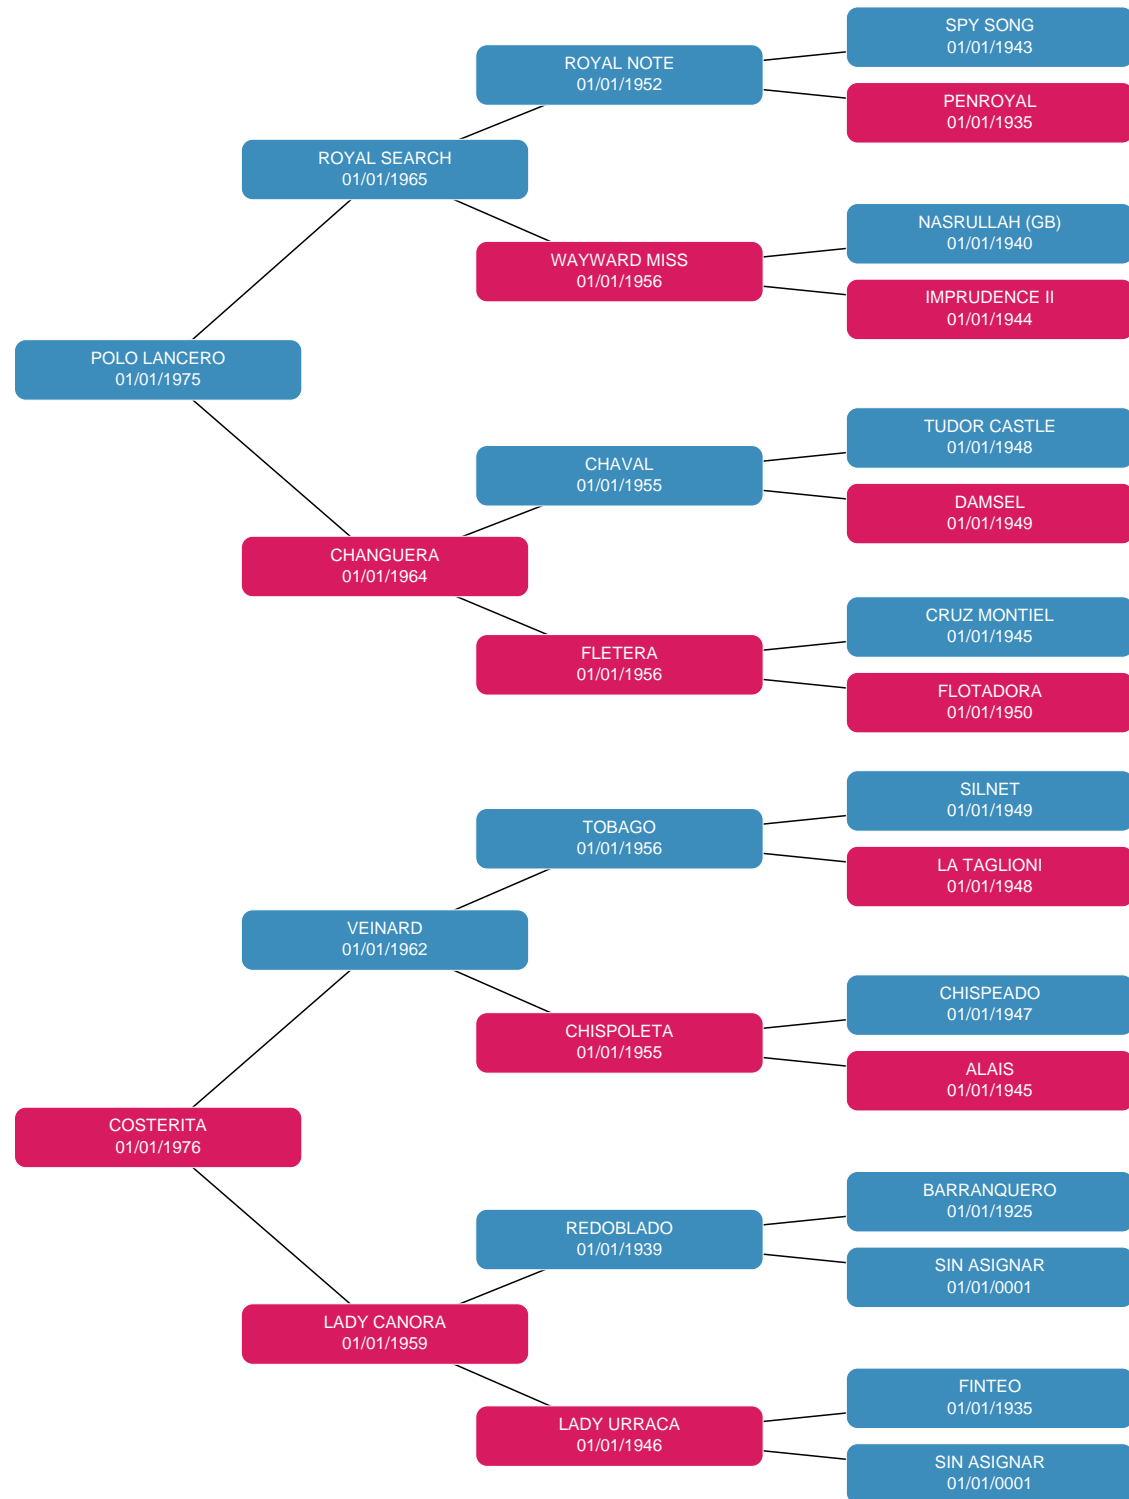 SPY SONG
01/01/1943
ROYAL NOTE
01/01/1952
PENROYAL
01/01/1935
ROYAL SEARCH
01/01/1965
NASRULLAH (GB)
01/01/1940
WAYWARD MISS
01/01/1956
IMPRUDENCE II
01/01/1944
POLO LANCERO
01/01/1975
TUDOR CASTLE
01/01/1948
CHAVAL
01/01/1955
DAMSEL
01/01/1949
CHANGUERA
01/01/1964
CRUZ MONTIEL
01/01/1945
FLETERA
01/01/1956
FLOTADORA
01/01/1950
SILNET
01/01/1949
TOBAGO
01/01/1956
LA TAGLIONI
01/01/1948
VEINARD
01/01/1962
CHISPEADO
01/01/1947
CHISPOLETA
01/01/1955
ALAIS
01/01/1945
COSTERITA
01/01/1976
BARRANQUERO
01/01/1925
REDOBLADO
01/01/1939
SIN ASIGNAR
01/01/0001
LADY CANORA
01/01/1959
FINTEO
01/01/1935
LADY URRACA
01/01/1946
SIN ASIGNAR
01/01/0001